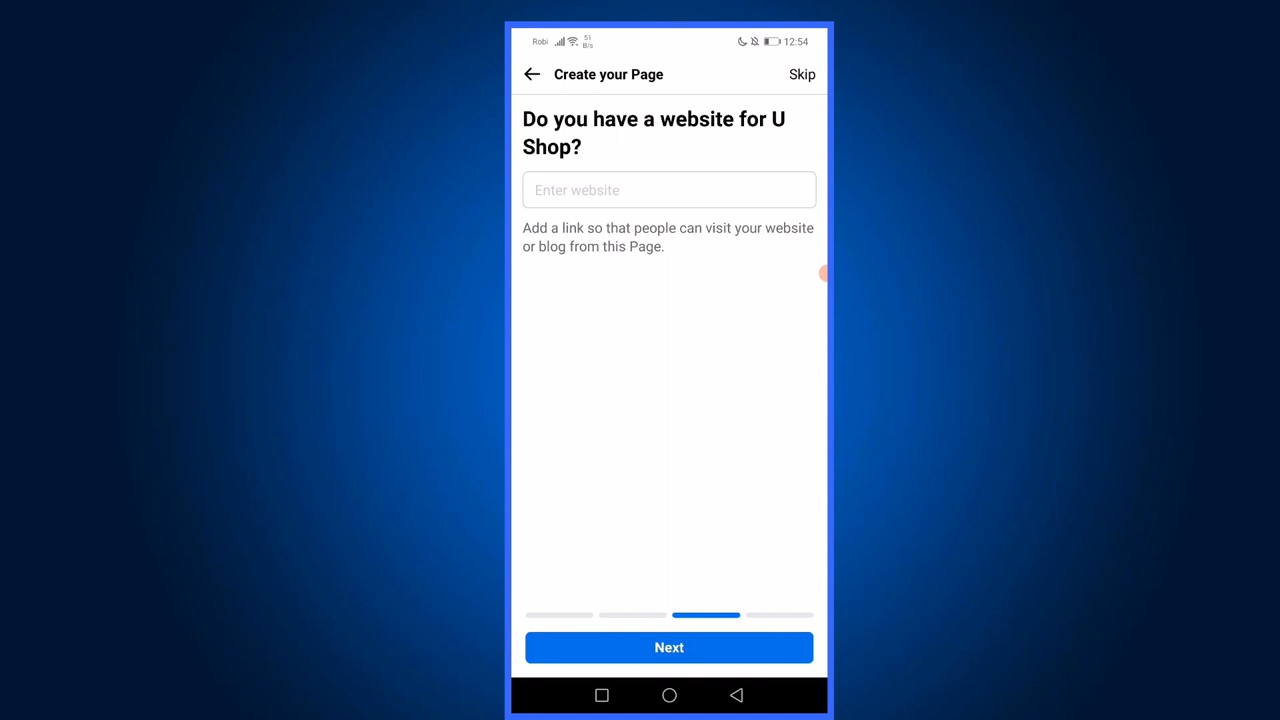 Robi 51 B/s 12:54
Create your Page Skip
Do you have a website for U
Shop?
Enter website
Add a link so that people can visit your website
or blog from this Page.
Next